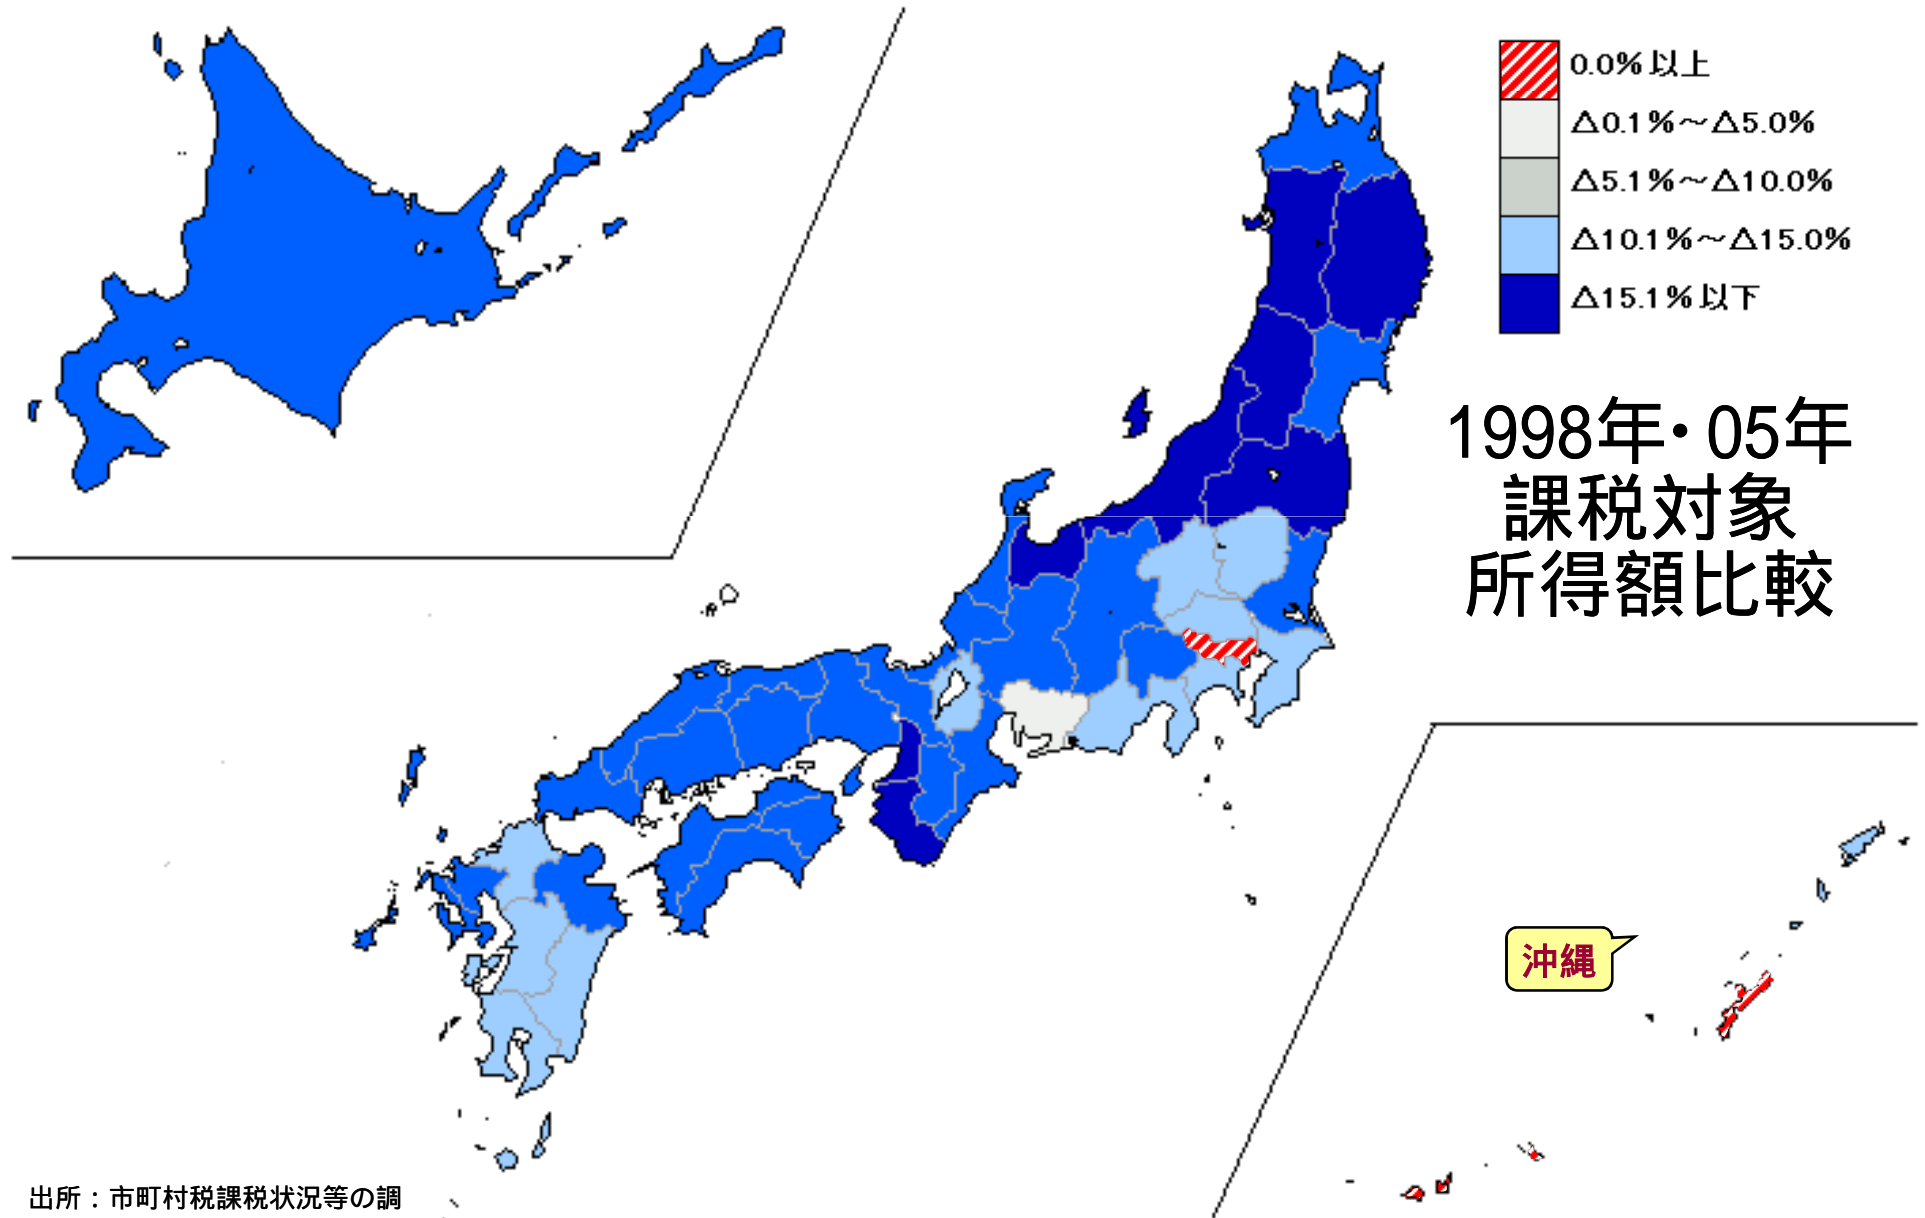 0.0%以上
△0.1%～△5.0%
△5.1%～△10.0%
△10.1%～△15.0%
△15.1%以下
1998年・05年
課税対象
所得額比較
沖縄
出所：市町村税課税状況等の調